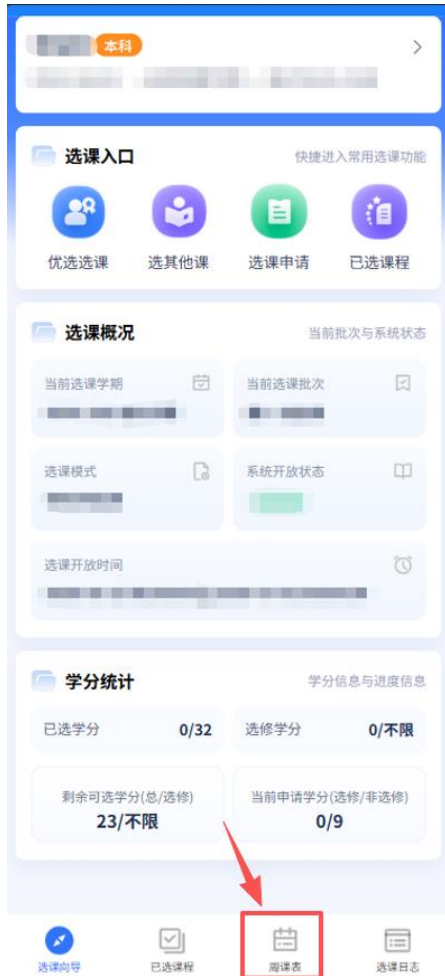 本科
选课入口 快捷进入常用选课功能
优选选课 选其他课 选课申请 已选课程
选课概况 当前批次与系统状态
当前选课学期 当前选课批次
选课模式 系统开放状态
选课开放时间
学分统计 学分信息与进度信息
已选学分 0/32 选修学分 0/不限
剩余可选学分(总/选修) 当前申请学分(选修/非选修)
23/不限 0/9
选课向导 已选课程 周课表 选课日志